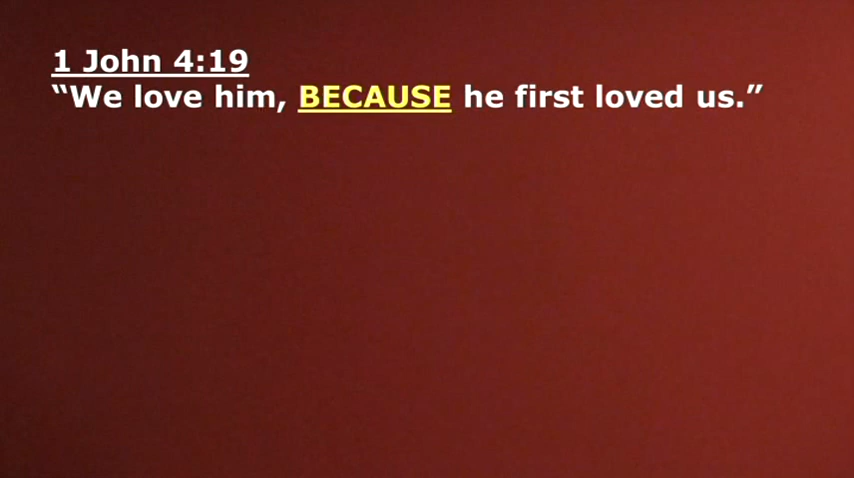 1 John 4:19
“We love him, BECAUSE he first loved us.”